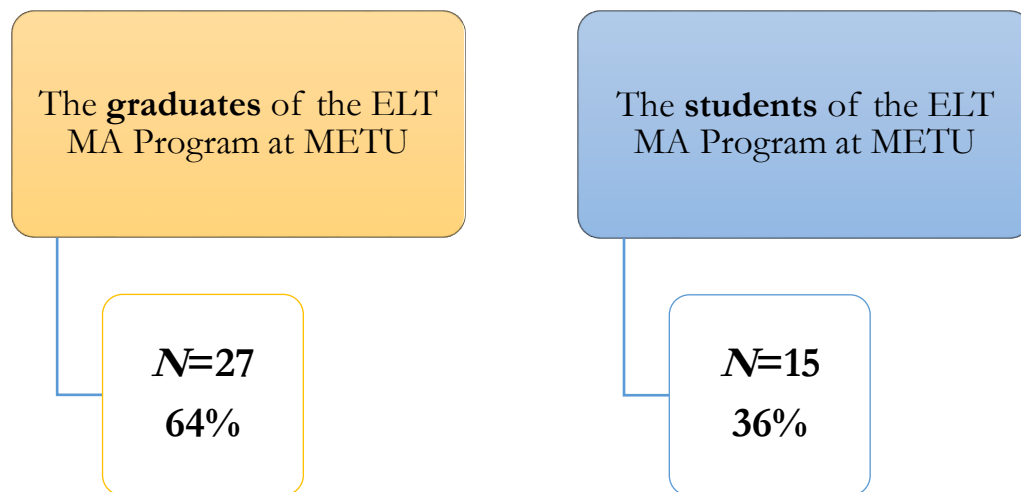 The graduates of the ELT
MA Program at METU
N=27
64%
The students of the ELT
MA Program at METU
N=15
36%